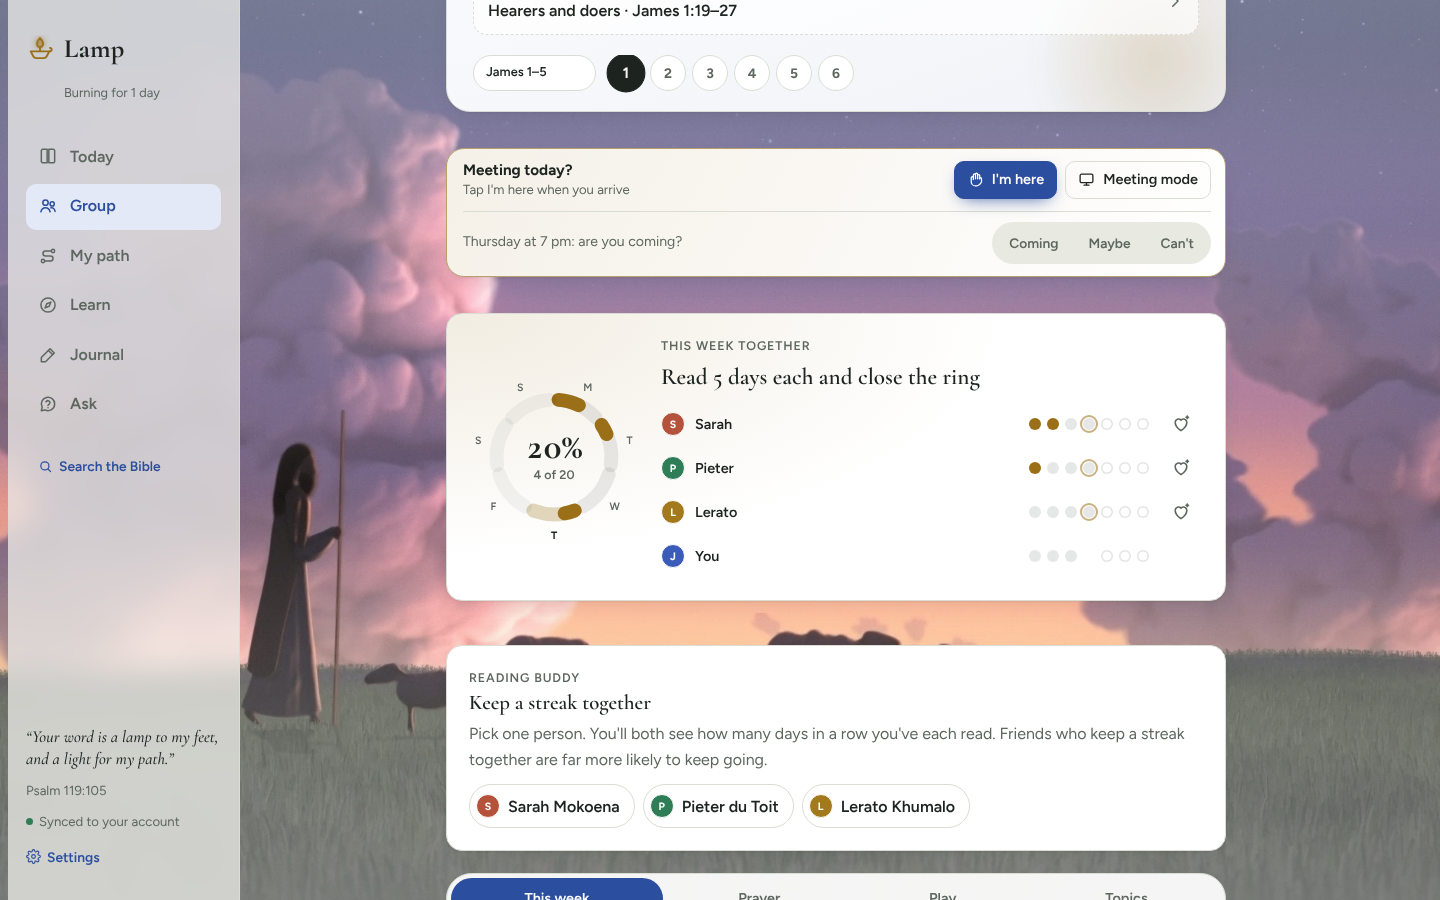 Lamp
Burning for 1 day
Today
Group
My path
Learn
Journal
Ask
Search the Bible
“Your word is a lamp to my feet,
and a light for my path.”
Psalm 119:105
Synced to your account
Settings
Hearers and doers · James 1:19–27
James 1–5 1 2 3 4 5 6
Meeting today?
Tap I'm here when you arrive
I'm here Meeting mode
Thursday at 7 pm: are you coming?
Coming Maybe Can't
THIS WEEK TOGETHER
Read 5 days each and close the ring
S M
S T
20%
4 of 20
F W
T
S Sarah
P Pieter
L Lerato
J You
READING BUDDY
Keep a streak together
Pick one person. You'll both see how many days in a row you've each read. Friends who keep a streak
together are far more likely to keep going.
S Sarah Mokoena P Pieter du Toit L Lerato Khumalo
This week Prayer Play Topics